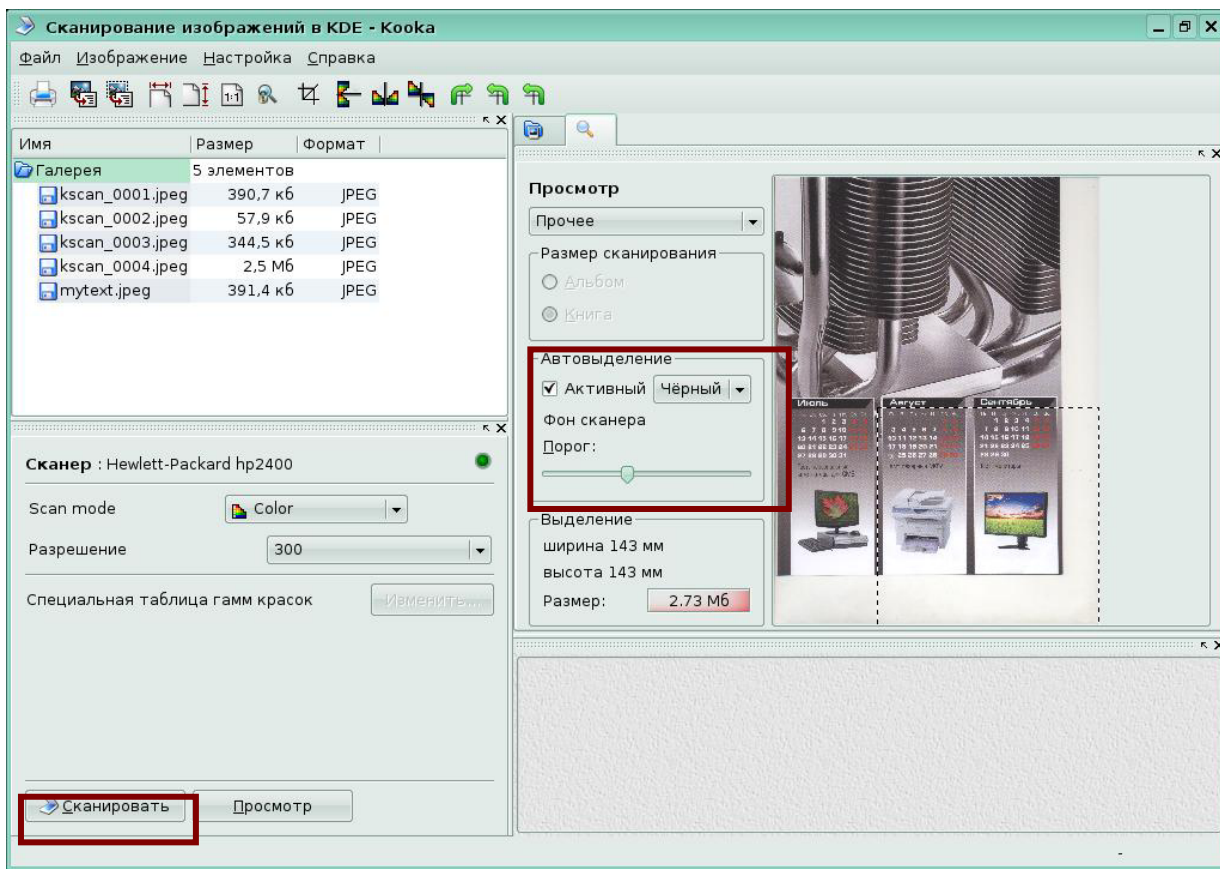 Сканирование изображений в KDE - Kooka
Файл Изображение Настройка Справка
1:1
Имя Размер Формат
Галерея 5 элементов
kscan_0001.jpeg 390,7 кб JPEG
kscan_0002.jpeg 57,9 кб JPEG
kscan_0003.jpeg 344,5 кб JPEG
kscan_0004.jpeg 2,5 Мб JPEG
mytext.jpeg 391,4 кб JPEG
Сканер : Hewlett-Packard hp2400
Scan mode Color
Разрешение 300
Специальная таблица гамм красок Изменить...
Сканировать Просмотр
Просмотр
Прочее
Размер сканирования
Альбом
Книга
Автовыделение
Активный Чёрный
Фон сканера
Порог:
Выделение
ширина 143 мм
высота 143 мм
Размер: 2.73 Мб
Июль Август Сентябрь
-